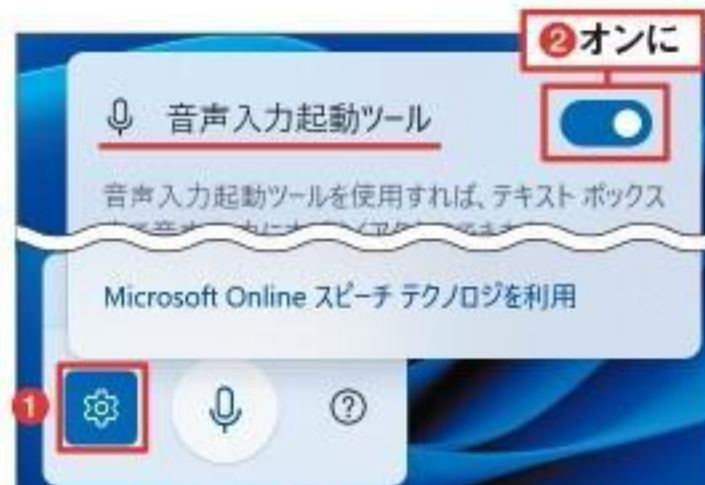 ❷オンに
音声入力起動ツール
音声入力起動ツールを使用すれば、テキスト ボックス
Microsoft Online スピーチ テクノロジを利用
❶